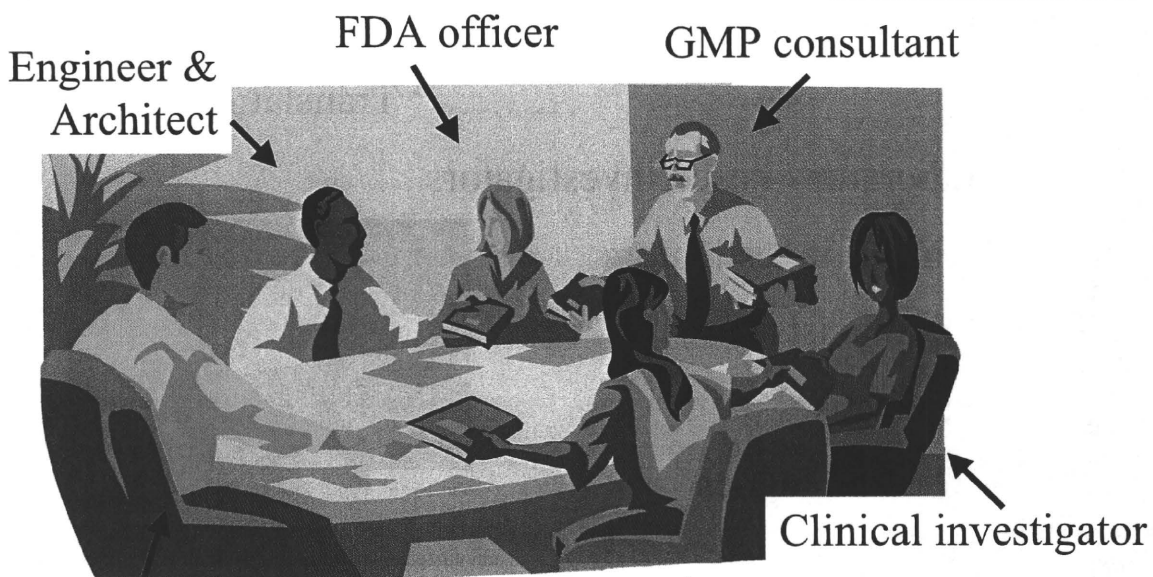 FDA officer
GMP consultant
Engineer &
Architect
Clinical investigator